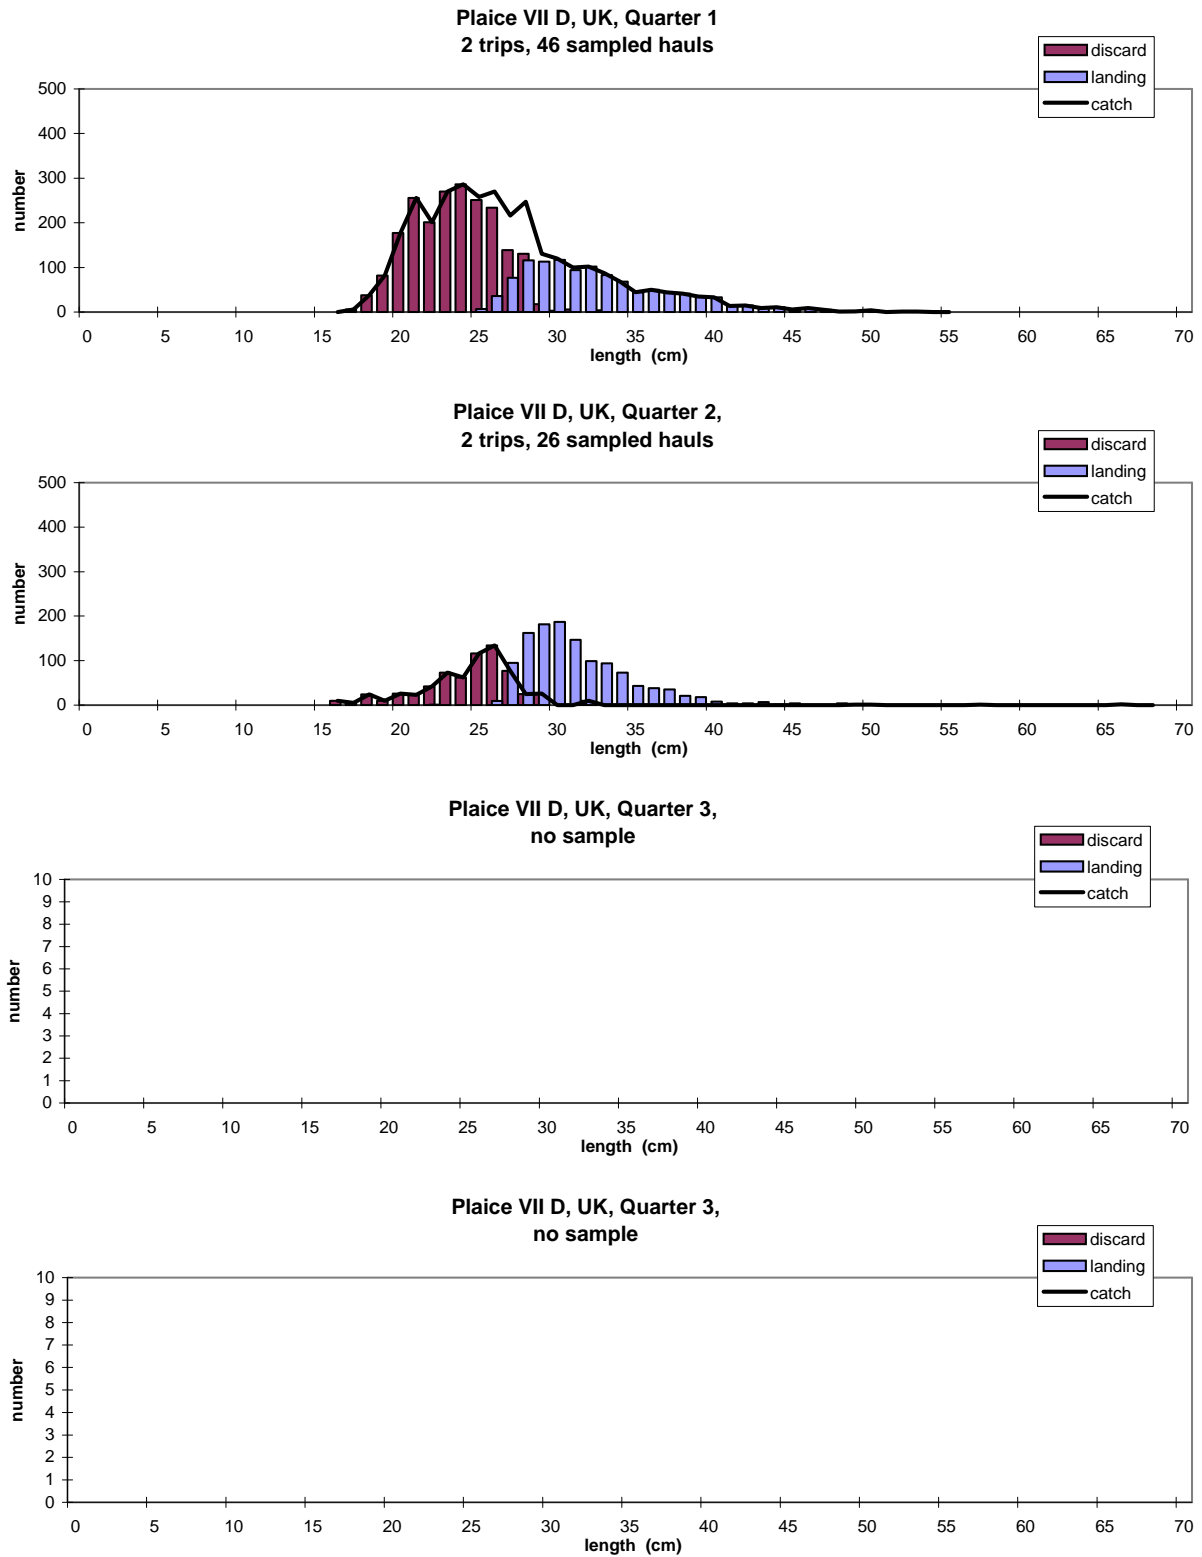 Plaice VII D, UK, Quarter 1
2 trips, 46 sampled hauls
discard
landing
catch
500
400
300
200
100
0
number
0 5 10 15 20 25 30 35 40 45 50 55 60 65 70
length (cm)
Plaice VII D, UK, Quarter 2,
2 trips, 26 sampled hauls
discard
landing
catch
500
400
300
200
100
0
number
0 5 10 15 20 25 30 35 40 45 50 55 60 65 70
length (cm)
Plaice VII D, UK, Quarter 3,
no sample
discard
landing
catch
10
9
8
7
6
5
4
3
2
1
0
number
0 5 10 15 20 25 30 35 40 45 50 55 60 65 70
length (cm)
Plaice VII D, UK, Quarter 3,
no sample
discard
landing
catch
10
9
8
7
6
5
4
3
2
1
0
number
0 5 10 15 20 25 30 35 40 45 50 55 60 65 70
length (cm)